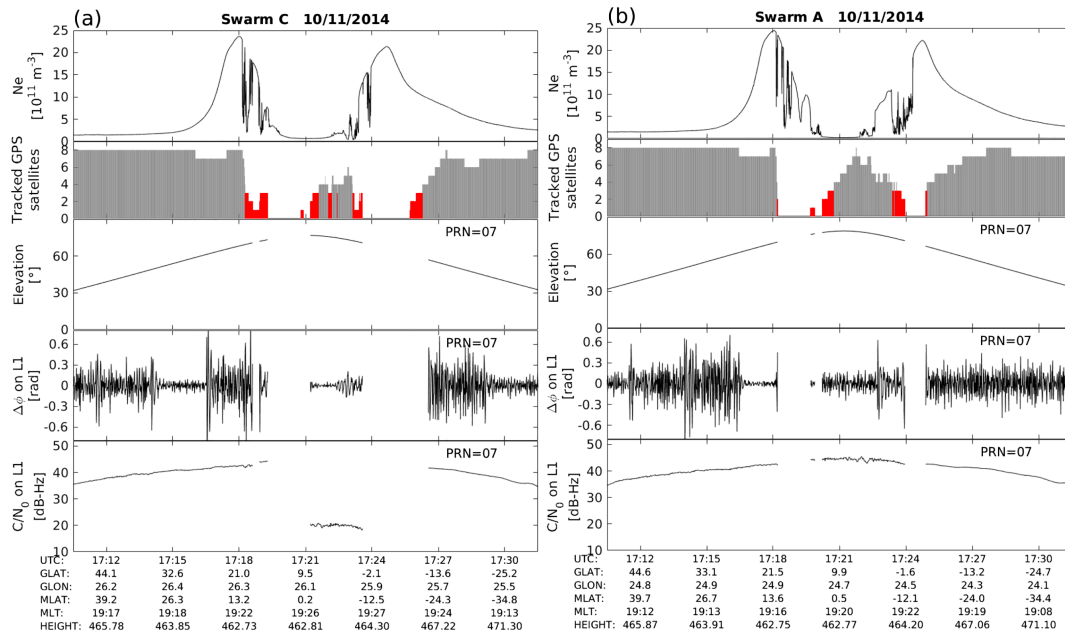 (a)
Swarm C 10/11/2014
Ne
[10¹¹ m⁻³]
25
20
15
10
5
0
Tracked GPS
satellites
8
6
4
2
0
Elevation
[°]
60
30
0
PRN=07
Δϕ on L1
[rad]
0.6
0.3
0
-0.3
-0.6
PRN=07
C/N₀ on L1
[dB-Hz]
50
40
30
20
10
PRN=07
UTC: 17:12 17:15 17:18 17:21 17:24 17:27 17:30
GLAT: 44.1 32.6 21.0 9.5 -2.1 -13.6 -25.2
GLON: 26.2 26.4 26.3 26.1 25.9 25.7 25.5
MLAT: 39.2 26.3 13.2 0.2 -12.5 -24.3 -34.8
MLT: 19:17 19:18 19:22 19:26 19:27 19:24 19:13
HEIGHT: 465.78 463.85 462.73 462.81 464.30 467.22 471.30
(b)
Swarm A 10/11/2014
Ne
[10¹¹ m⁻³]
25
20
15
10
5
0
Tracked GPS
satellites
8
6
4
2
0
Elevation
[°]
60
30
0
PRN=07
Δϕ on L1
[rad]
0.6
0.3
0
-0.3
-0.6
PRN=07
C/N₀ on L1
[dB-Hz]
50
40
30
20
10
PRN=07
UTC: 17:12 17:15 17:18 17:21 17:24 17:27 17:30
GLAT: 44.6 33.1 21.5 9.9 -1.6 -13.2 -24.7
GLON: 24.8 24.9 24.9 24.7 24.5 24.3 24.1
MLAT: 39.7 26.7 13.6 0.5 -12.1 -24.0 -34.4
MLT: 19:12 19:13 19:16 19:20 19:22 19:19 19:08
HEIGHT: 465.87 463.91 462.75 462.77 464.20 467.06 471.10